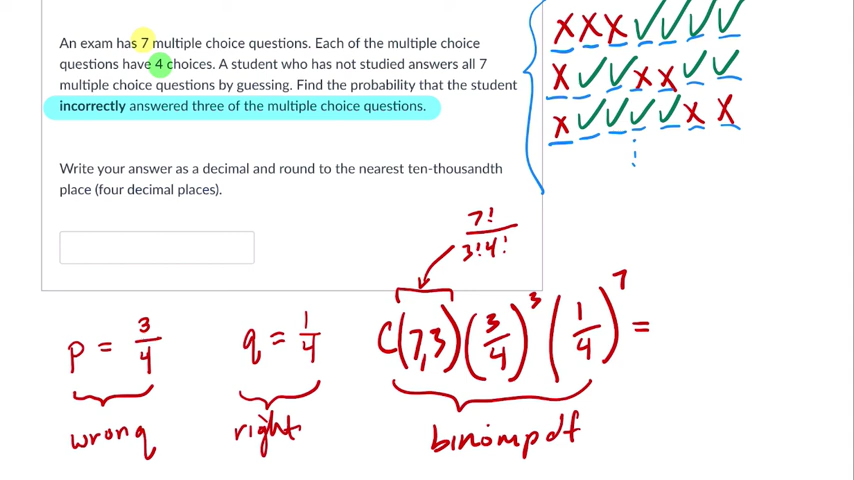 An exam has 7 multiple choice questions. Each of the multiple choice
questions have 4 choices. A student who has not studied answers all 7
multiple choice questions by guessing. Find the probability that the student
incorrectly answered three of the multiple choice questions.
Write your answer as a decimal and round to the nearest ten-thousandth
place (four decimal places).
X X X ✓ ✓ ✓ ✓
X ✓ ✓ X X ✓ ✓
X ✓ ✓ ✓ ✓ X X
⋮
7!/3!4!
p = 3/4
q = 1/4
C(7,3)(3/4)^3(1/4)^7 =
wrong
right
binompdf